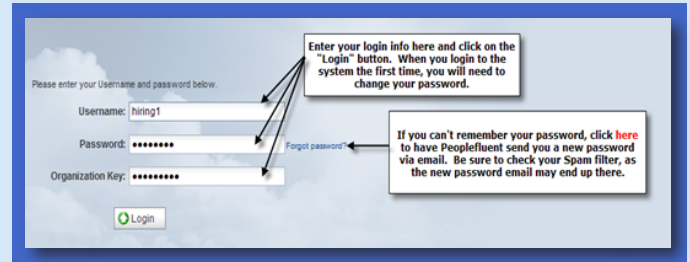 Enter your login info here and click on the
"Login" button. When you login to the
system the first time, you will need to
change your password.
Please enter your Username and password below.
Username: hiring1
Password: ••••••••
Forgot password?
Organization Key: •••••••••
Login
If you can't remember your password, click here
to have Peoplefluent send you a new password
via email. Be sure to check your Spam filter, as
the new password email may end up there.